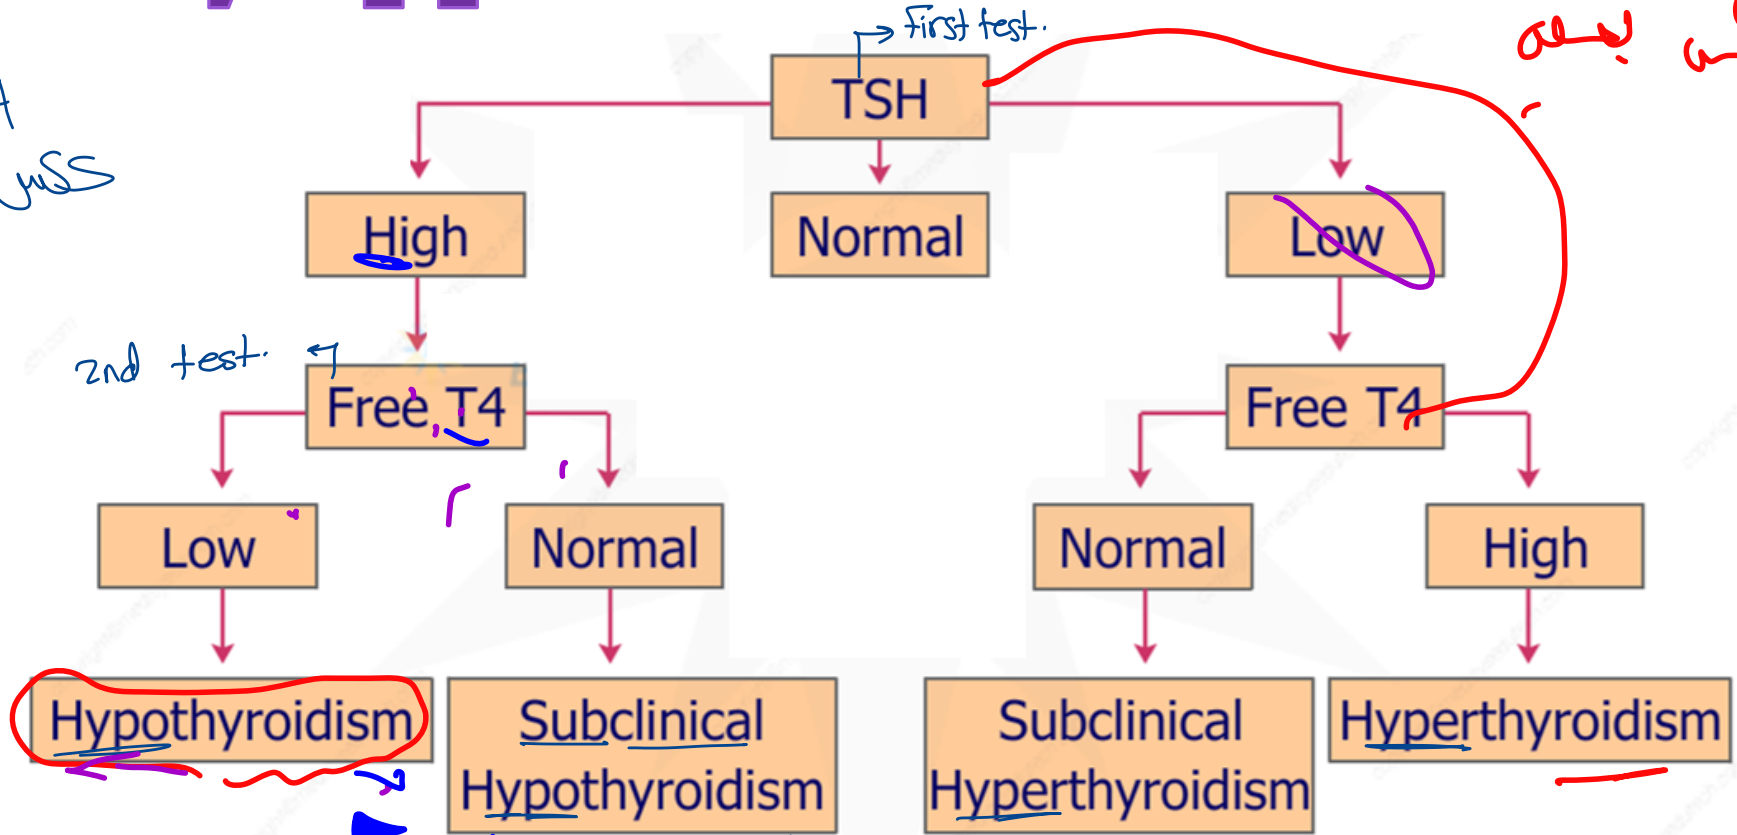 First test.
TSH
High
Normal
Low
2nd test.
Free T4
Free T4
Low
Normal
Normal
High
Hypothyroidism
Subclinical
Hypothyroidism
Subclinical
Hyperthyroidism
Hyperthyroidism